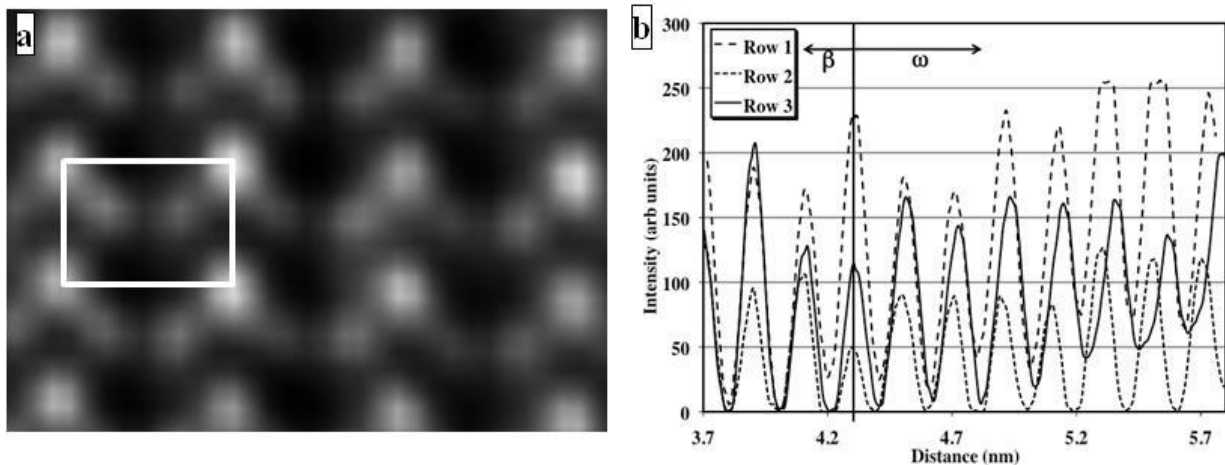 a
b
300
250
200
150
100
50
0
Intensity (arb units)
Row 1
Row 2
Row 3
β
ω
3.7
4.2
4.7
5.2
5.7
Distance (nm)